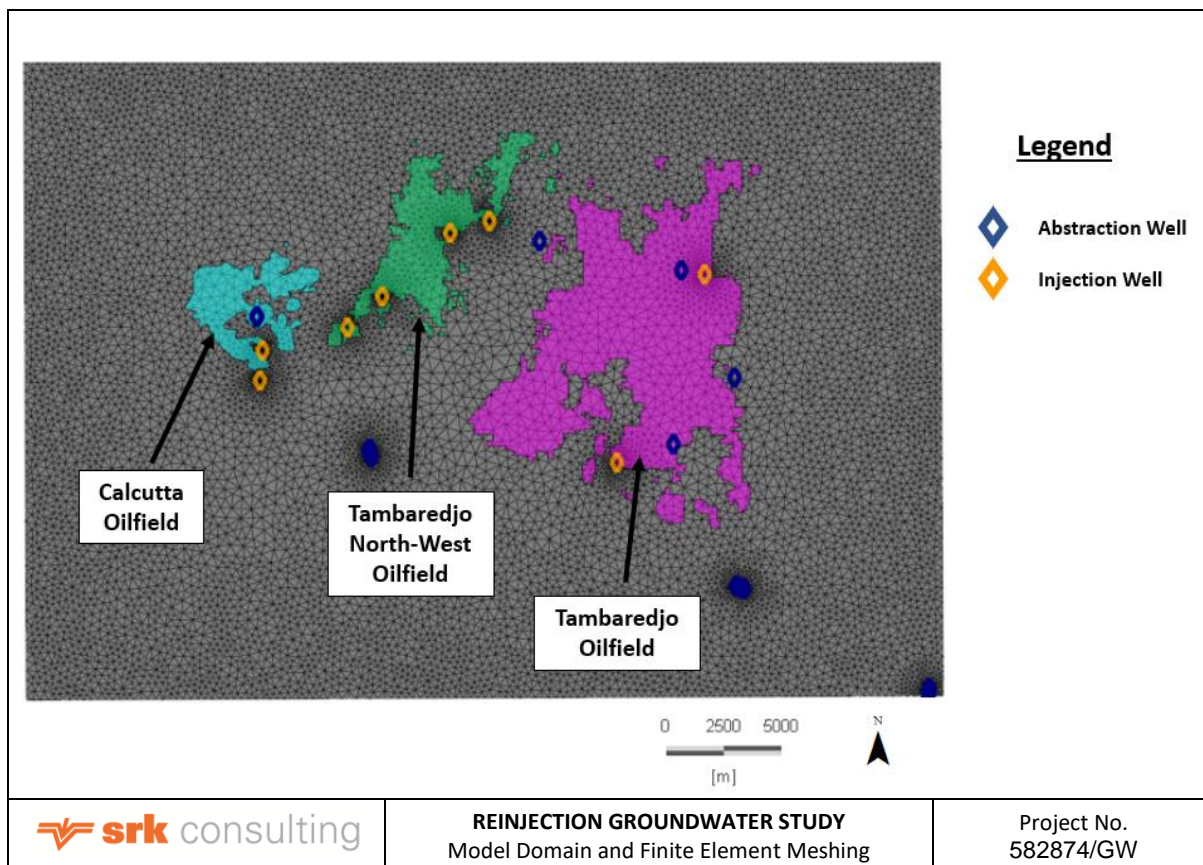 Legend
Abstraction Well
Injection Well
Calcutta
Oilfield
Tambaredjo
North-West
Oilfield
Tambaredjo
Oilfield
0 2500 5000
[m]
N
srk consulting
REINJECTION GROUNDWATER STUDY
Model Domain and Finite Element Meshing
Project No.
582874/GW